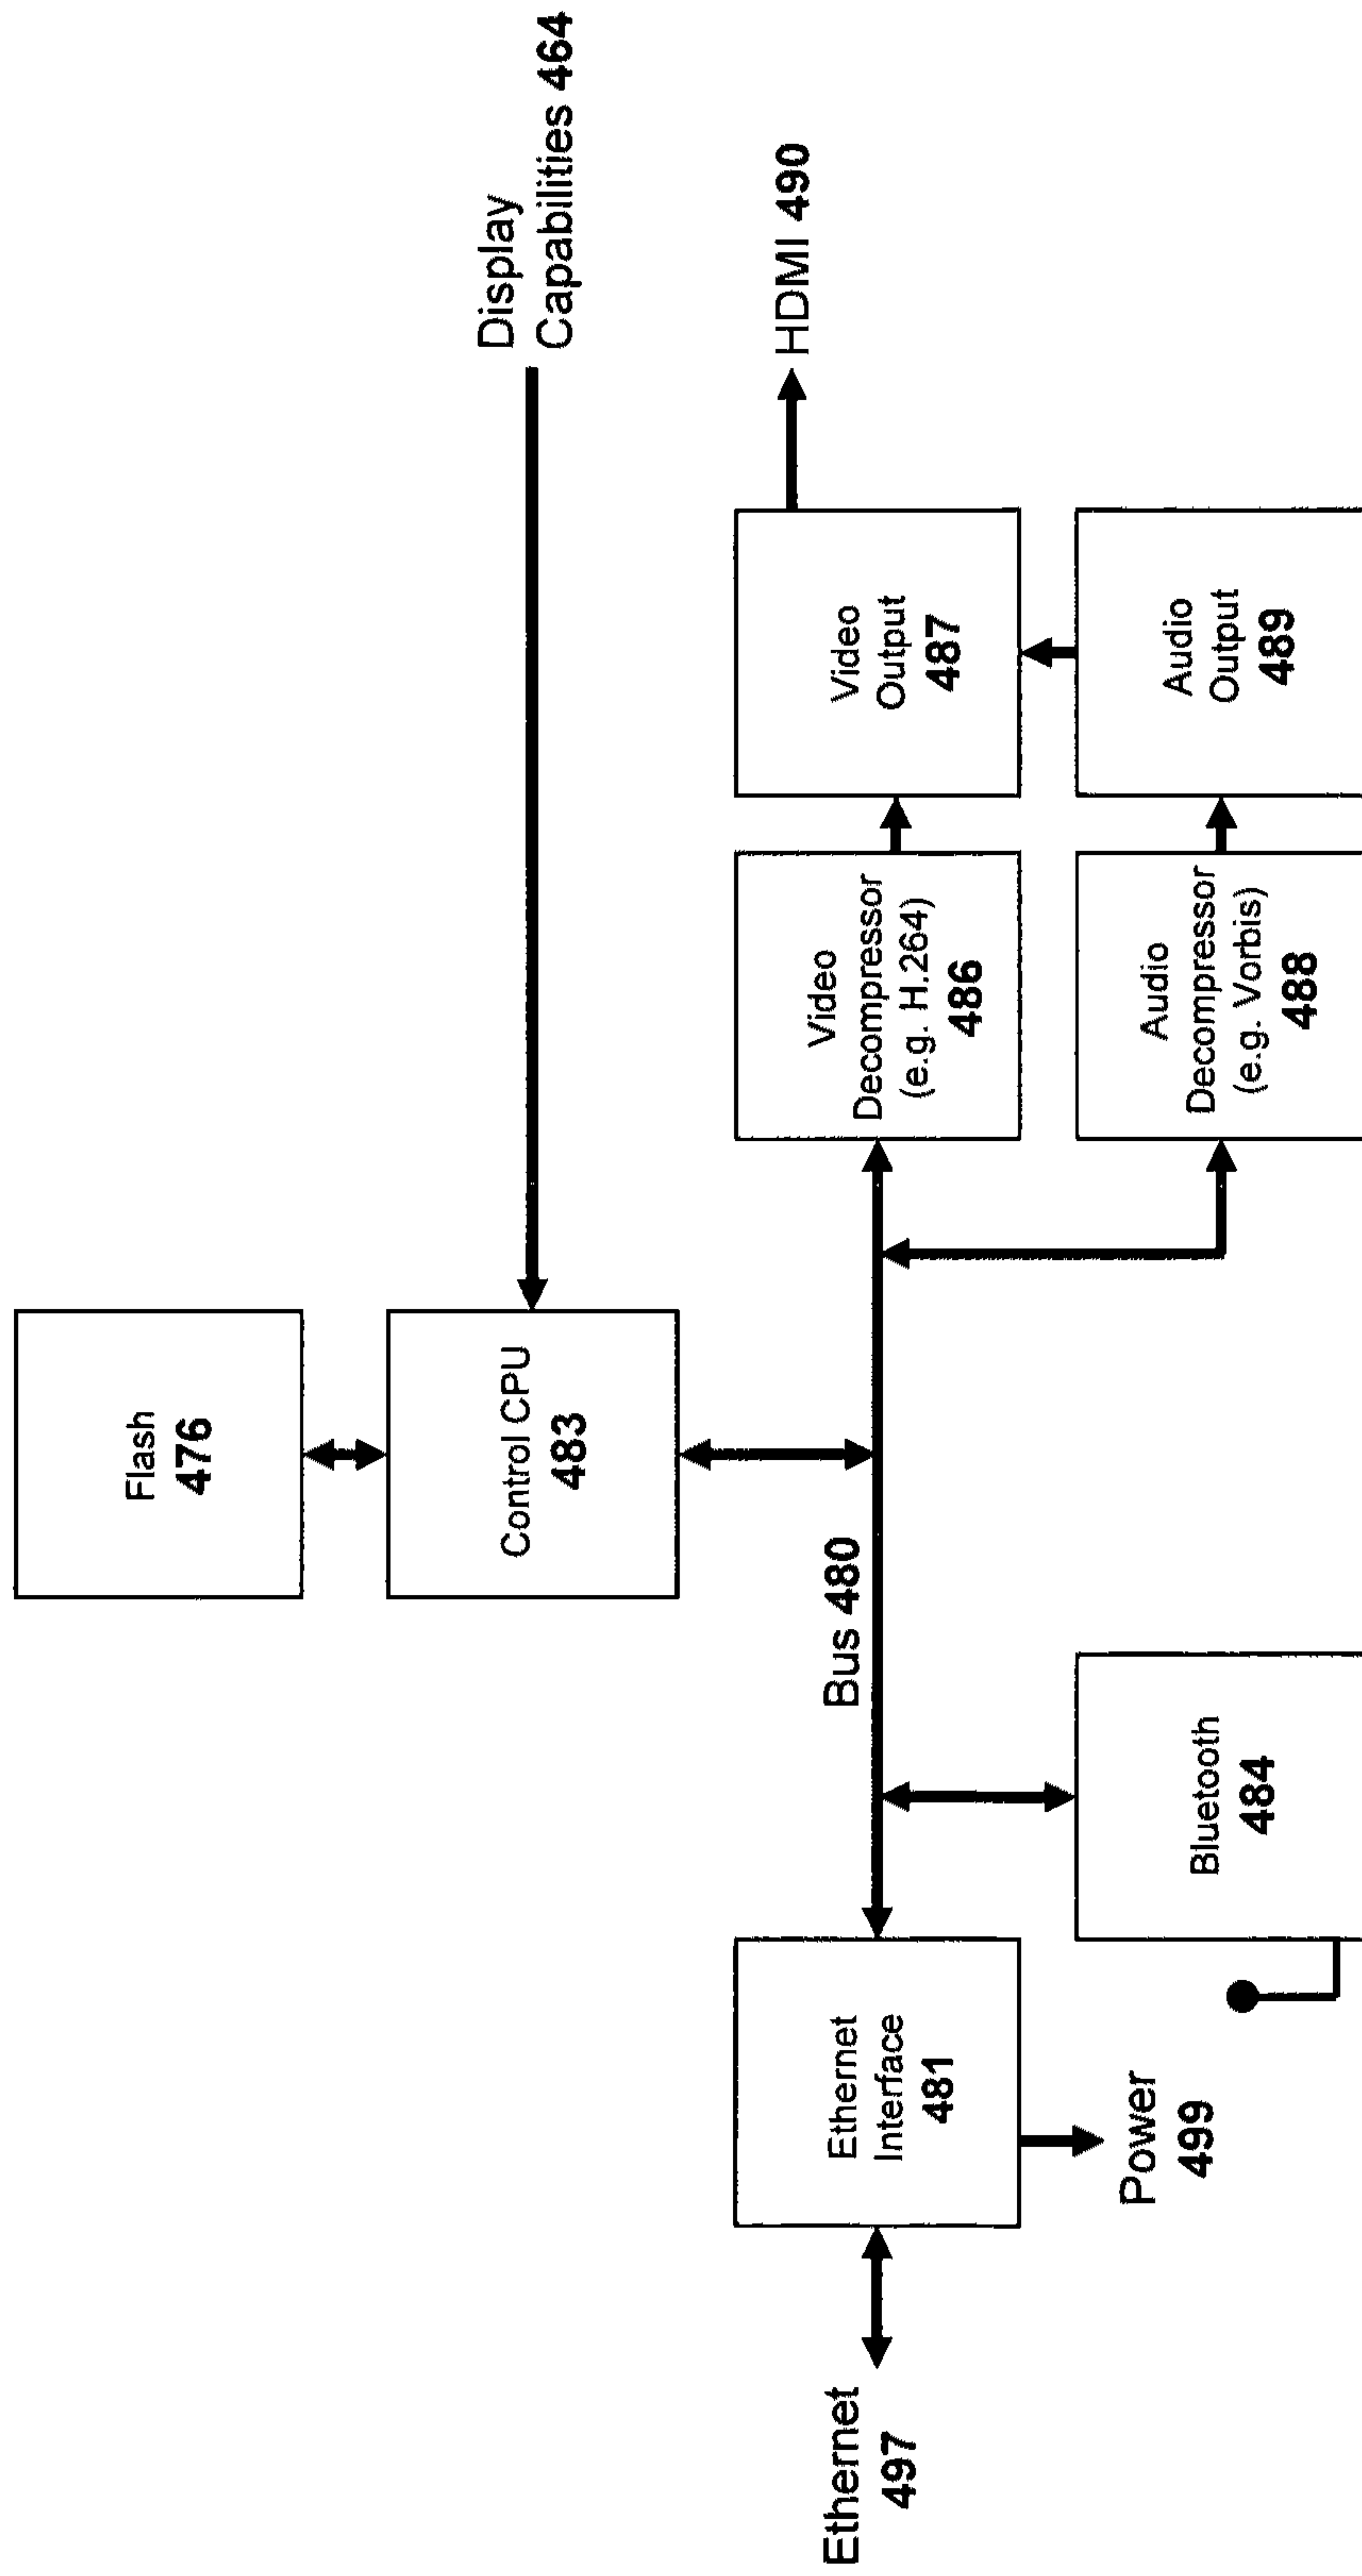 Flash
476
Display
Capabilities 464
Control CPU
483
Bus 480
HDMI 490
Ethernet
497
Ethernet
Interface
481
Video
Decompressor
(e.g. H.264)
486
Video
Output
487
Power
499
Bluetooth
484
Audio
Decompressor
(e.g. Vorbis)
488
Audio
Output
489